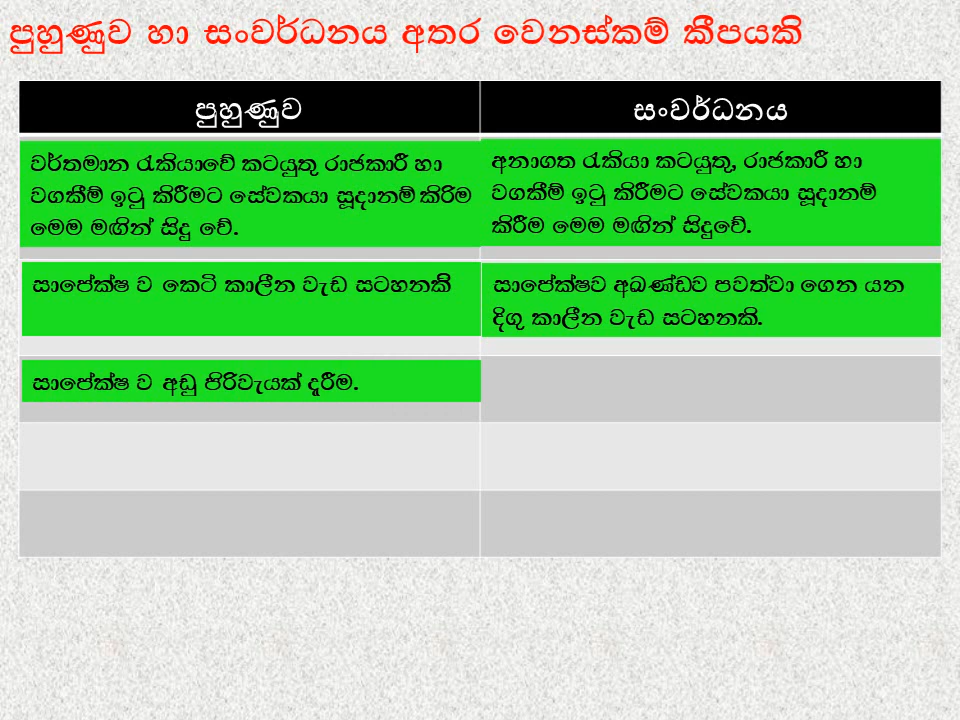 පුහුණුව හා සංවර්ධනය අතර වෙනස්කම් කීපයකි
පුහුණුව
සංවර්ධනය
වර්තමාන රැකියාවේ කටයුතු රාජකාරී හා
වගකීම් ඉටු කිරීමට සේවකයා සූදානම් කිරිම
මෙම මඟින් සිදු වේ.
අනාගත රැකියා කටයුතු, රාජකාරී හා
වගකීම් ඉටු කිරීමට සේවකයා සූදානම්
කිරීම මෙම මඟින් සිදුවේ.
සාපේක්ෂ ව කෙටි කාලීන වැඩ සටහනකි
සාපේක්ෂව අඛණ්ඩව පවත්වා ගෙන යන
දිගු කාලීන වැඩ සටහනකි.
සාපේක්ෂ ව අඩු පිරිවැයක් දැරීම.